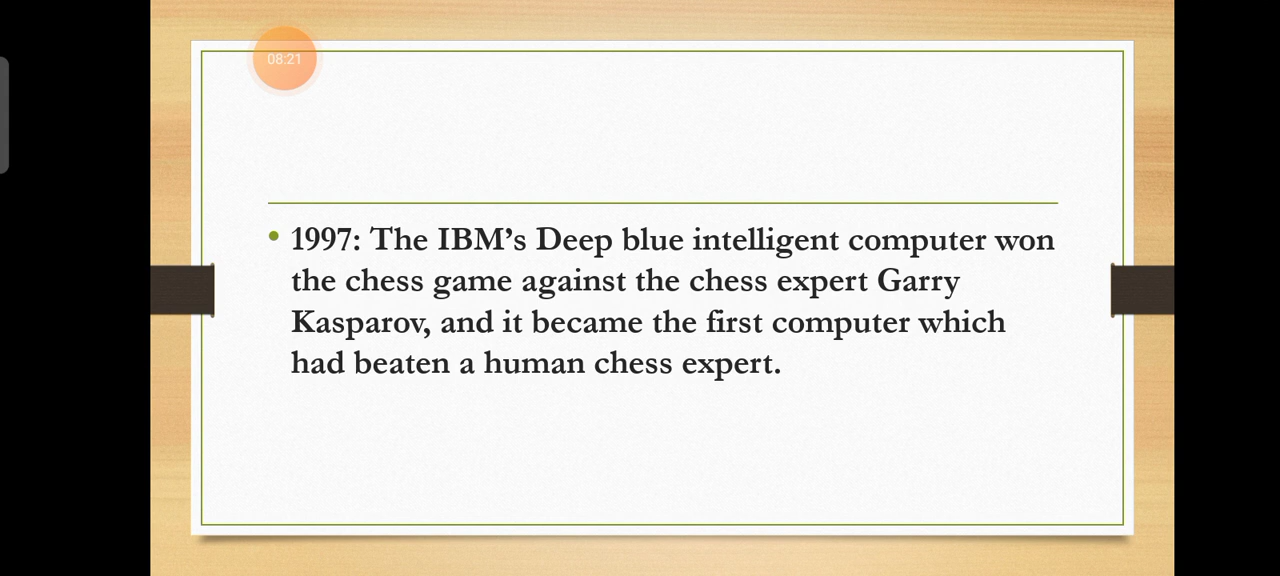 08:21
• 1997: The IBM’s Deep blue intelligent computer won
the chess game against the chess expert Garry
Kasparov, and it became the first computer which
had beaten a human chess expert.